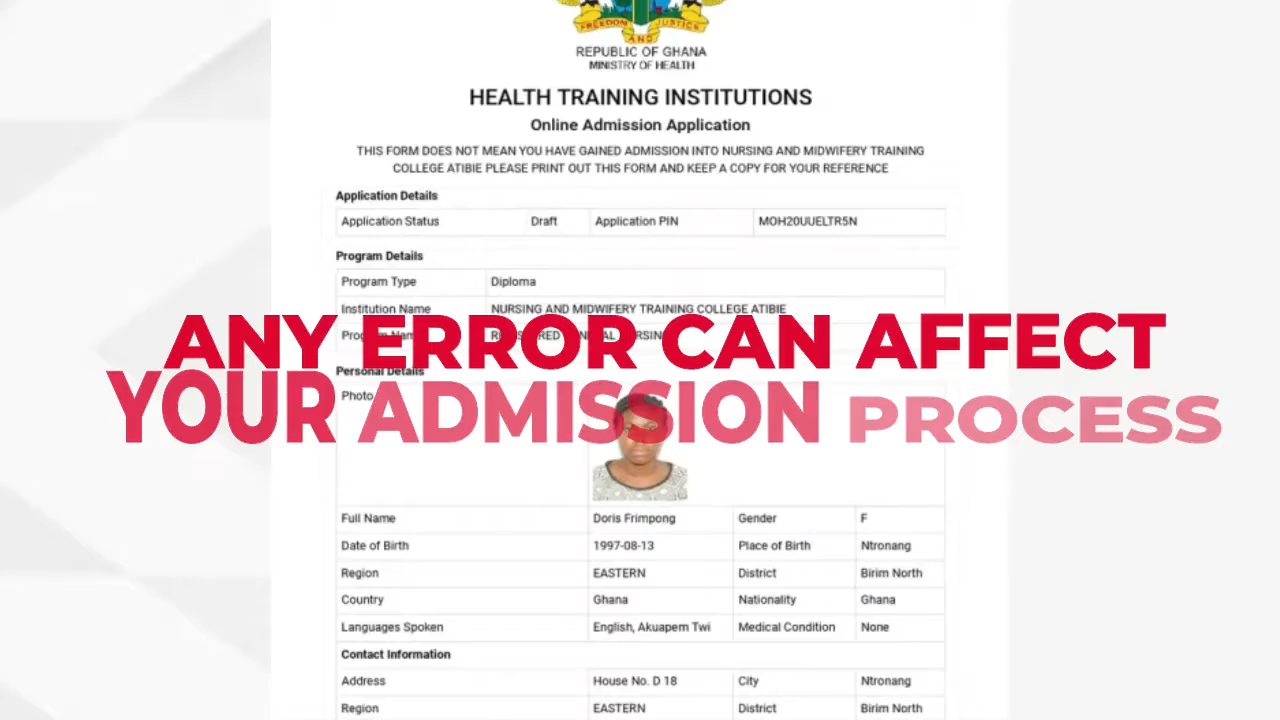 FREEDOM AND JUSTICE
REPUBLIC OF GHANA
MINISTRY OF HEALTH
HEALTH TRAINING INSTITUTIONS
Online Admission Application
THIS FORM DOES NOT MEAN YOU HAVE GAINED ADMISSION INTO NURSING AND MIDWIFERY TRAINING
COLLEGE ATIBIE PLEASE PRINT OUT THIS FORM AND KEEP A COPY FOR YOUR REFERENCE
Application Details
Application Status Draft Application PIN MOH20UUELTR5N
Program Details
Program Type Diploma
Institution Name NURSING AND MIDWIFERY TRAINING COLLEGE ATIBIE
ANY ERROR CAN AFFECT
YOUR ADMISSION PROCESS
Personal Details
Photo
Full Name Doris Frimpong Gender F
Date of Birth 1997-08-13 Place of Birth Ntronang
Region EASTERN District Birim North
Country Ghana Nationality Ghana
Languages Spoken English, Akuapem Twi Medical Condition None
Contact Information
Address House No. D 18 City Ntronang
Region EASTERN District Birim North